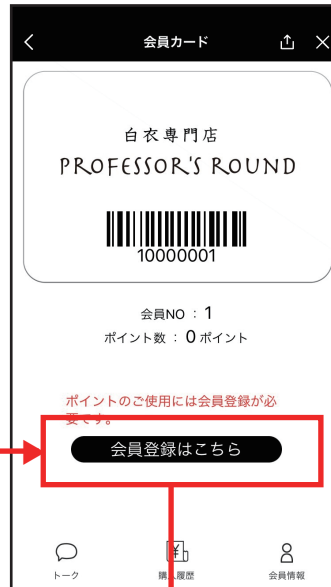 会員カード
白衣専門店
PROFESSOR'S ROUND
10000001
会員NO : 1
ポイント数 : 0 ポイント
ポイントのご使用には会員登録が必
要です。
会員登録はこちら
トーク 購入履歴 会員情報